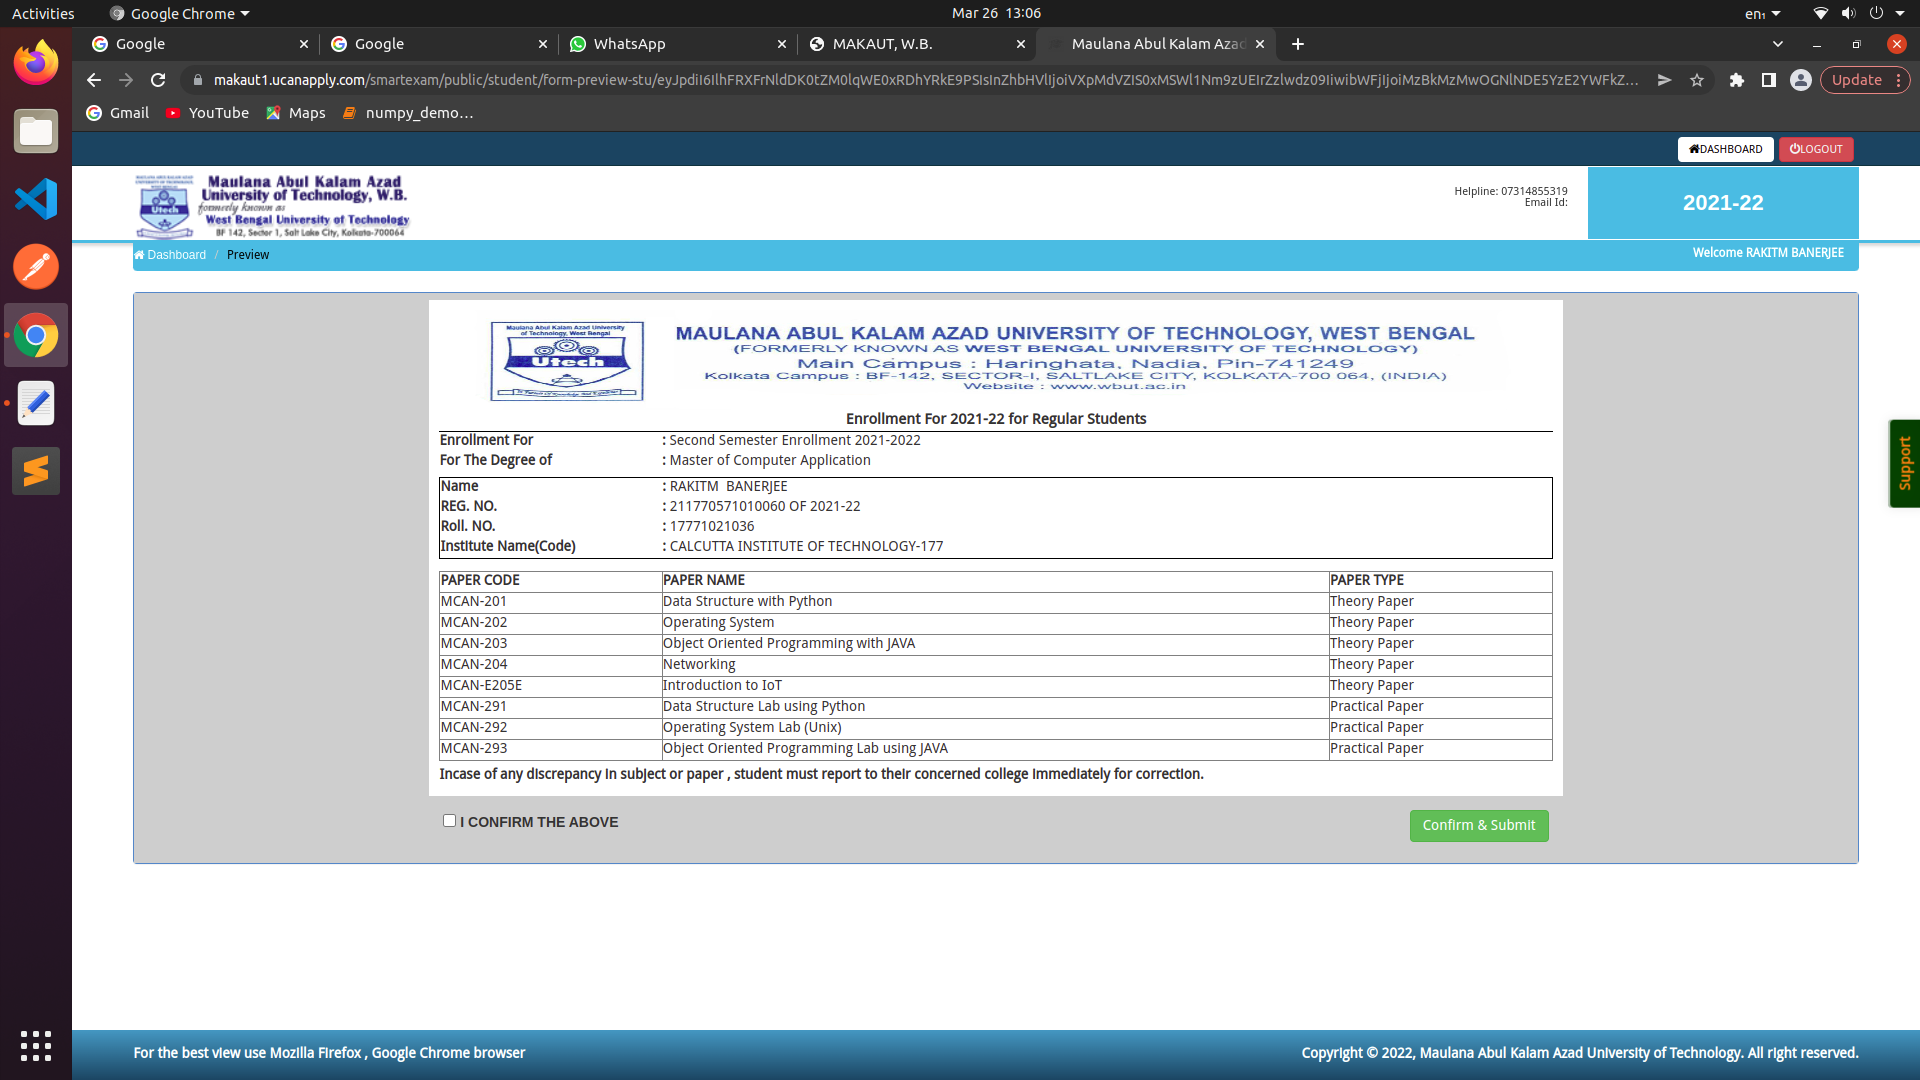 Activities
Google Chrome
Mar 26 13:06
en₁
Google
Google
WhatsApp
MAKAUT, W.B.
Maulana Abul Kalam Azad
makaut1.ucanapply.com/smartexam/public/student/form-preview-stu/
Update
Gmail
YouTube
Maps
numpy_demo…
DASHBOARD
LOGOUT
Maulana Abul Kalam Azad
University of Technology, W.B.
formerly known as
West Bengal University of Technology
BF 142, Sector 1, Salt Lake City, Kolkata-700064
Utech
Helpline: 07314855319
Email Id:
2021-22
Dashboard / Preview
Welcome RAKITM BANERJEE
Maulana Abul Kalam Azad University
of Technology, West Bengal
Utech
MAULANA ABUL KALAM AZAD UNIVERSITY OF TECHNOLOGY, WEST BENGAL
(FORMERLY KNOWN AS WEST BENGAL UNIVERSITY OF TECHNOLOGY)
Main Campus : Haringhata, Nadia, Pin-741249
Kolkata Campus : BF-142, SECTOR-I, SALTLAKE CITY, KOLKATA-700 064, (INDIA)
Website : www.wbut.ac.in
Enrollment For 2021-22 for Regular Students
Enrollment For : Second Semester Enrollment 2021-2022
For The Degree of : Master of Computer Application
Name : RAKITM BANERJEE
REG. NO. : 211770571010060 OF 2021-22
Roll. NO. : 17771021036
Institute Name(Code) : CALCUTTA INSTITUTE OF TECHNOLOGY-177
PAPER CODE PAPER NAME PAPER TYPE
MCAN-201 Data Structure with Python Theory Paper
MCAN-202 Operating System Theory Paper
MCAN-203 Object Oriented Programming with JAVA Theory Paper
MCAN-204 Networking Theory Paper
MCAN-E205E Introduction to IoT Theory Paper
MCAN-291 Data Structure Lab using Python Practical Paper
MCAN-292 Operating System Lab (Unix) Practical Paper
MCAN-293 Object Oriented Programming Lab using JAVA Practical Paper
Incase of any discrepancy in subject or paper , student must report to their concerned college immediately for correction.
I CONFIRM THE ABOVE
Confirm & Submit
Support
For the best view use Mozilla Firefox , Google Chrome browser
Copyright © 2022, Maulana Abul Kalam Azad University of Technology. All right reserved.